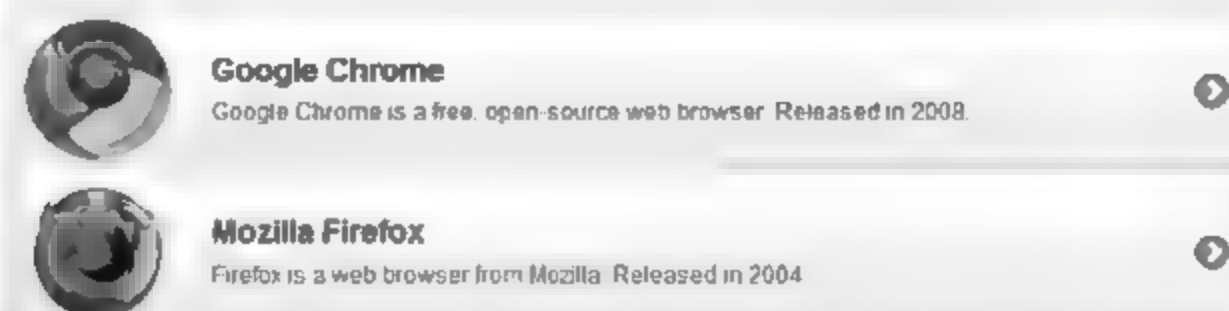 Google Chrome
Google Chrome is a free, open-source web browser. Released in 2008.
Mozilla Firefox
Firefox is a web browser from Mozilla. Released in 2004